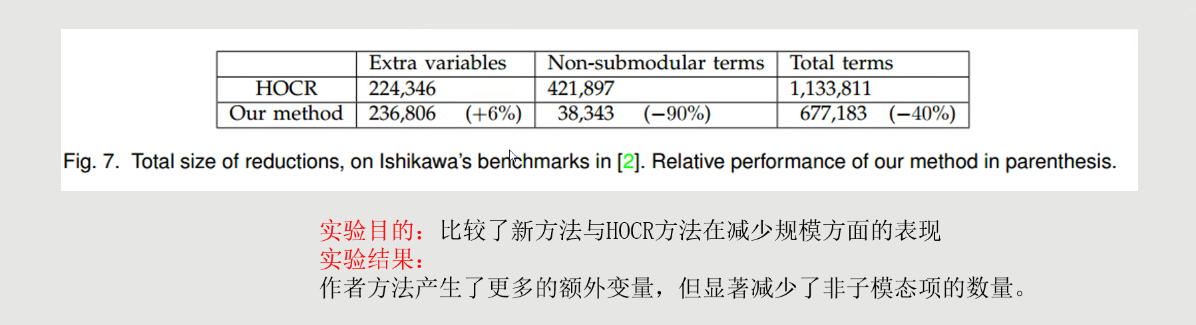 Extra variables Non-submodular terms Total terms
HOCR 224,346 421,897 1,133,811
Our method 236,806 (+6%) 38,343 (−90%) 677,183 (−40%)
Fig. 7. Total size of reductions, on Ishikawa's benchmarks in [2]. Relative performance of our method in parenthesis.
实验目的：比较了新方法与HOCR方法在减少规模方面的表现
实验结果：
作者方法产生了更多的额外变量，但显著减少了非子模态项的数量。